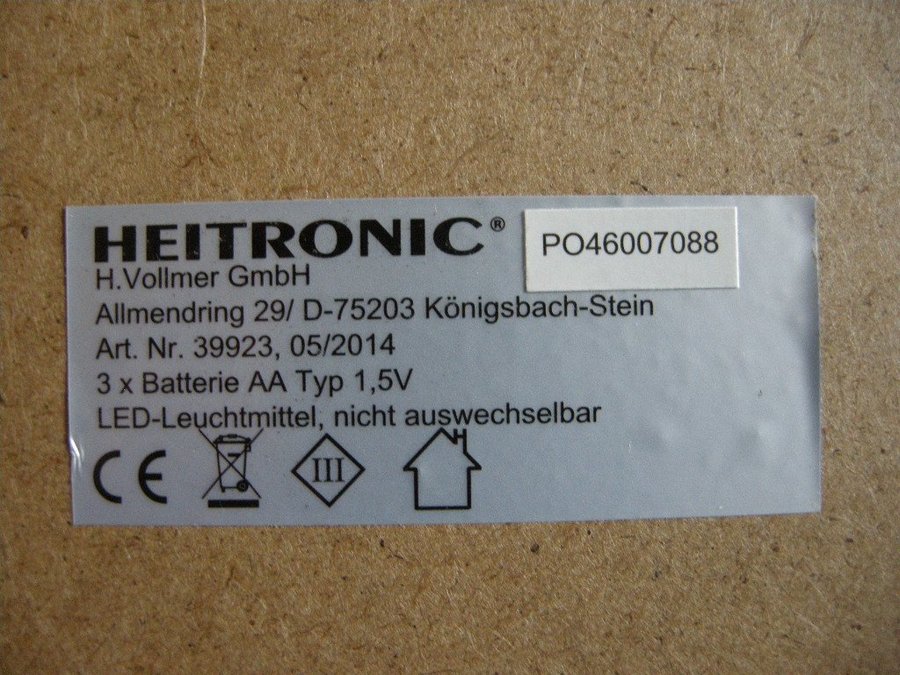 HEITRONIC®
PO46007088
H.Vollmer GmbH
Allmendring 29/ D-75203 Königsbach-Stein
Art. Nr. 39923, 05/2014
3 x Batterie AA Typ 1,5V
LED-Leuchtmittel, nicht auswechselbar
CE
III